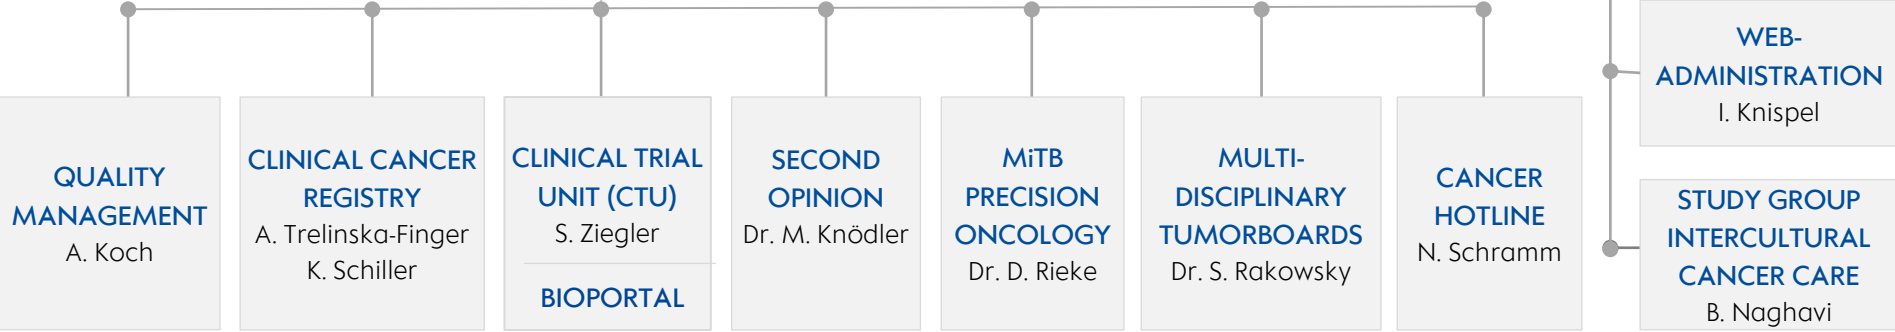 QUALITY
MANAGEMENT
A. Koch
CLINICAL CANCER
REGISTRY
A. Trelinska-Finger
K. Schiller
CLINICAL TRIAL
UNIT (CTU)
S. Ziegler
BIOPORTAL
SECOND
OPINION
Dr. M. Knödler
MiTB
PRECISION
ONCOLOGY
Dr. D. Rieke
MULTI-
DISCIPLINARY
TUMORBOARDS
Dr. S. Rakowsky
CANCER
HOTLINE
N. Schramm
WEB-
ADMINISTRATION
I. Knispel
STUDY GROUP
INTERCULTURAL
CANCER CARE
B. Naghavi